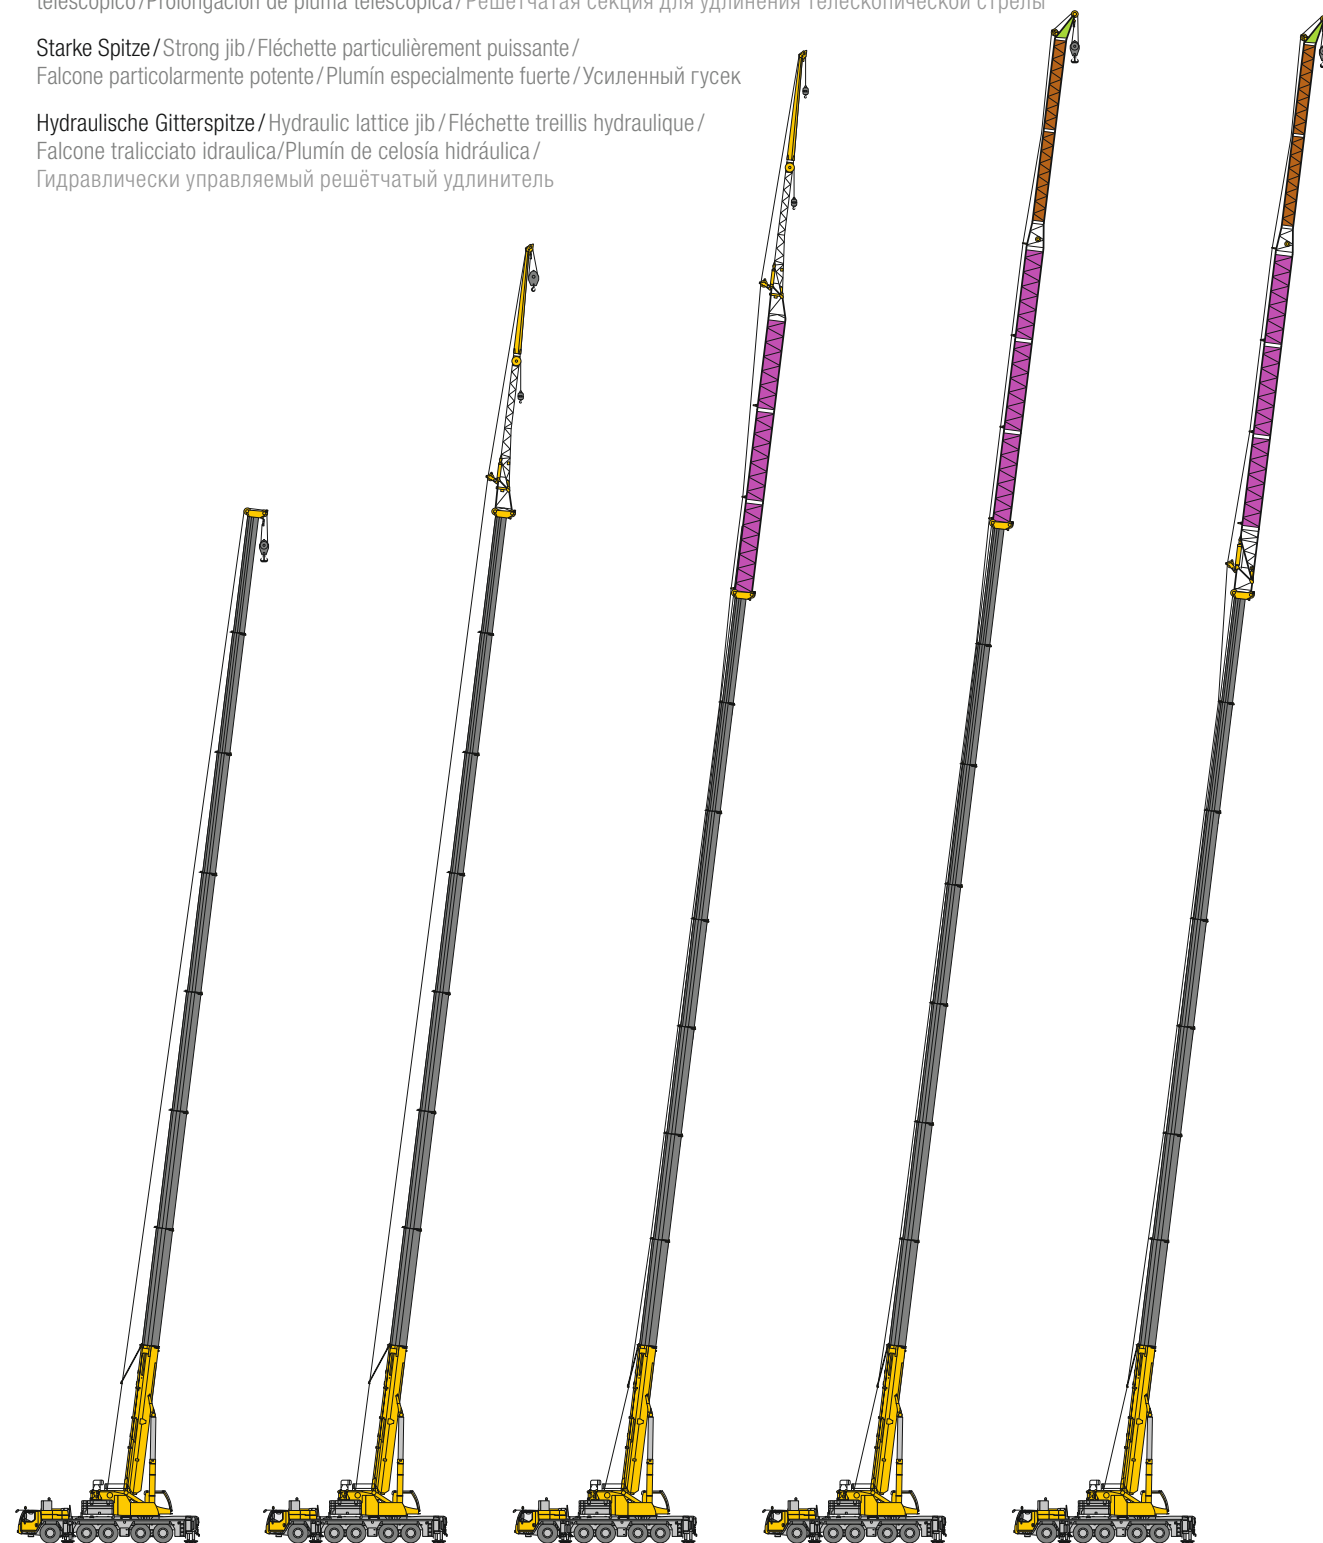 telescopico/Prolongación de pluma telescópica/Решётчатая секция для удлинения телескопической стрелы
Starke Spitze/Strong jib/Fléchette particulièrement puissante/
Falcone particolarmente potente/Plumín especialmente fuerte/Усиленный гусек
Hydraulische Gitterspitze/Hydraulic lattice jib/Fléchette treillis hydraulique/
Falcone tralicciato idraulica/Plumín de celosía hidráulica/
Гидравлически управляемый решётчатый удлинитель